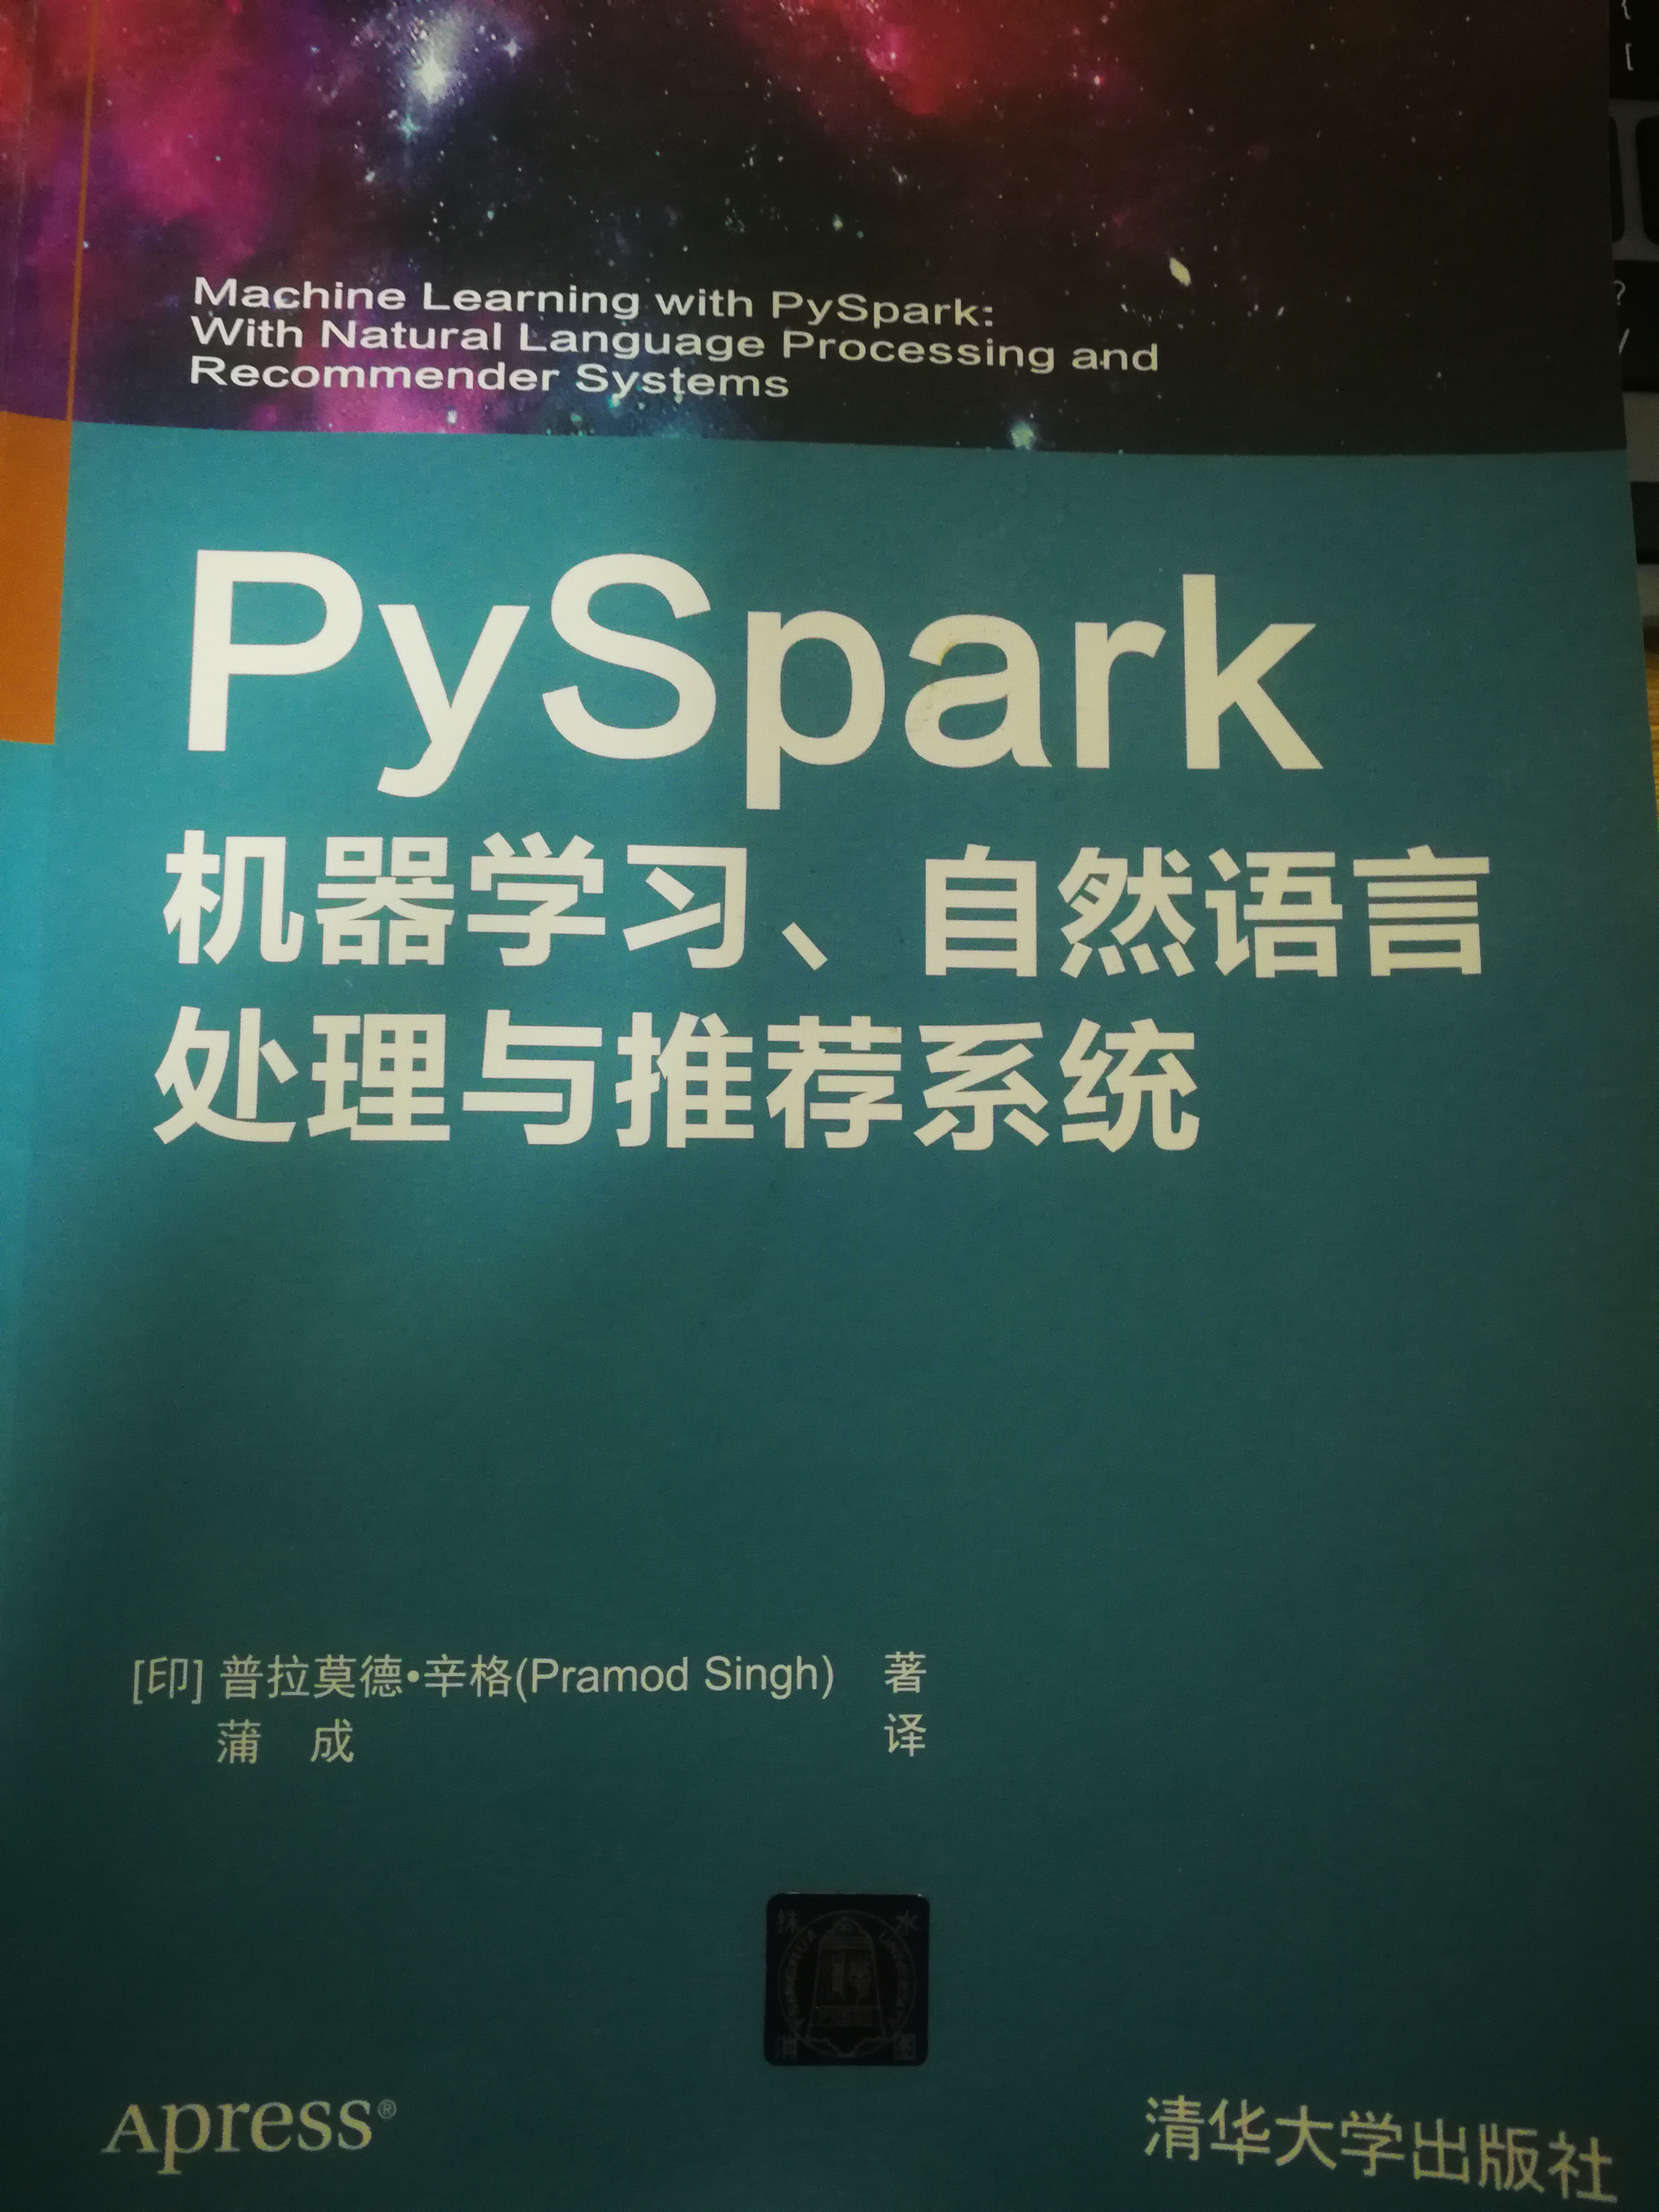 Machine Learning with PySpark:
With Natural Language Processing and
Recommender Systems
PySpark
机器学习、自然语言
处理与推荐系统
[印] 普拉莫德•辛格(Pramod Singh) 著
蒲 成 译
PRESS
Apress®
清华大学出版社